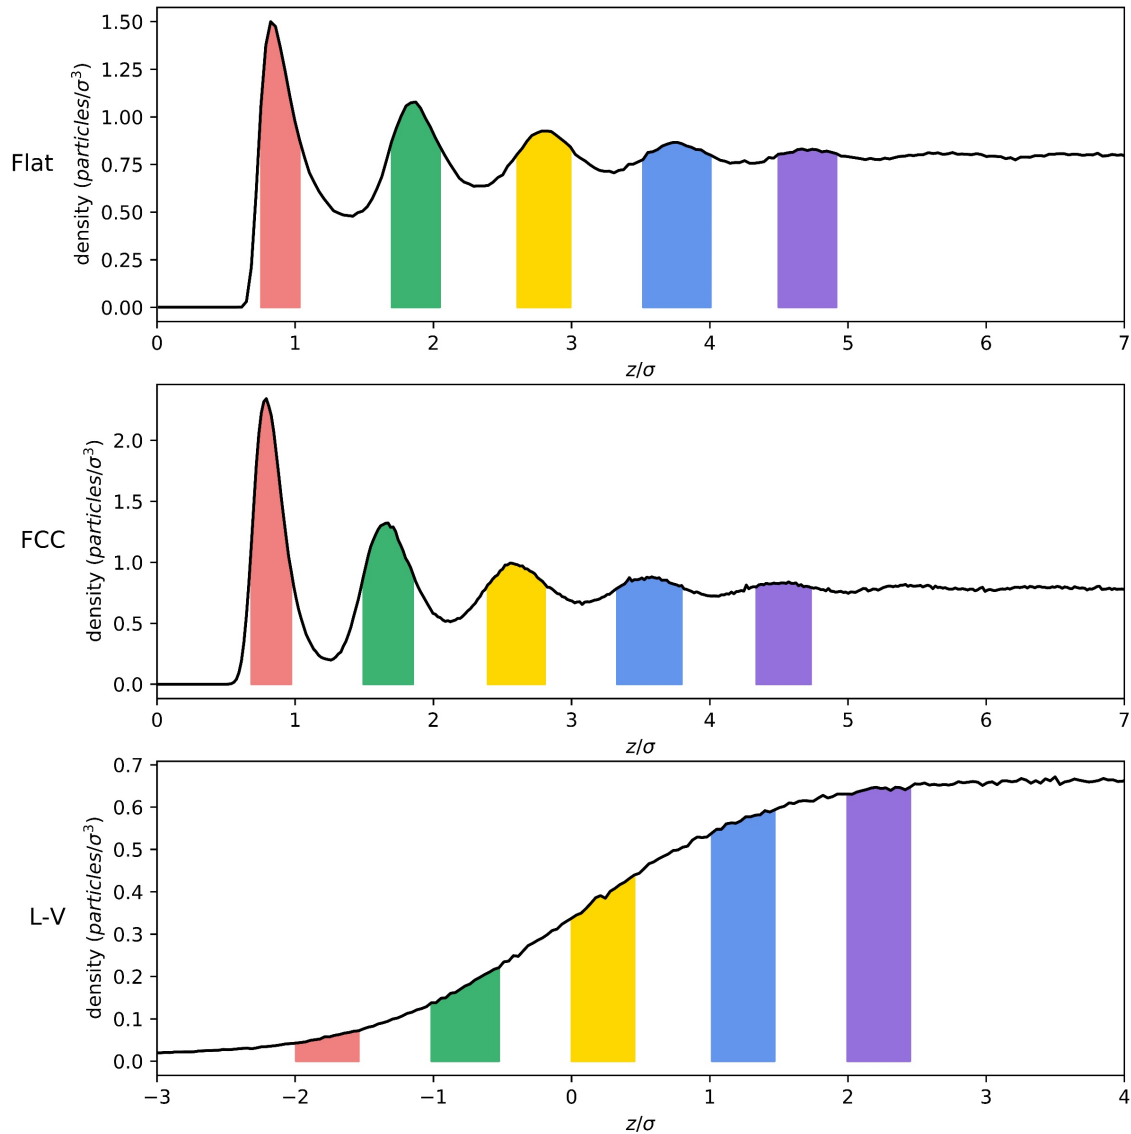 Flat
density (particles/σ³)
1.50
1.25
1.00
0.75
0.50
0.25
0.00
0 1 2 3 4 5 6 7
z/σ
FCC
density (particles/σ³)
2.0
1.5
1.0
0.5
0.0
0 1 2 3 4 5 6 7
z/σ
L-V
density (particles/σ³)
0.7
0.6
0.5
0.4
0.3
0.2
0.1
0.0
−3 −2 −1 0 1 2 3 4
z/σ